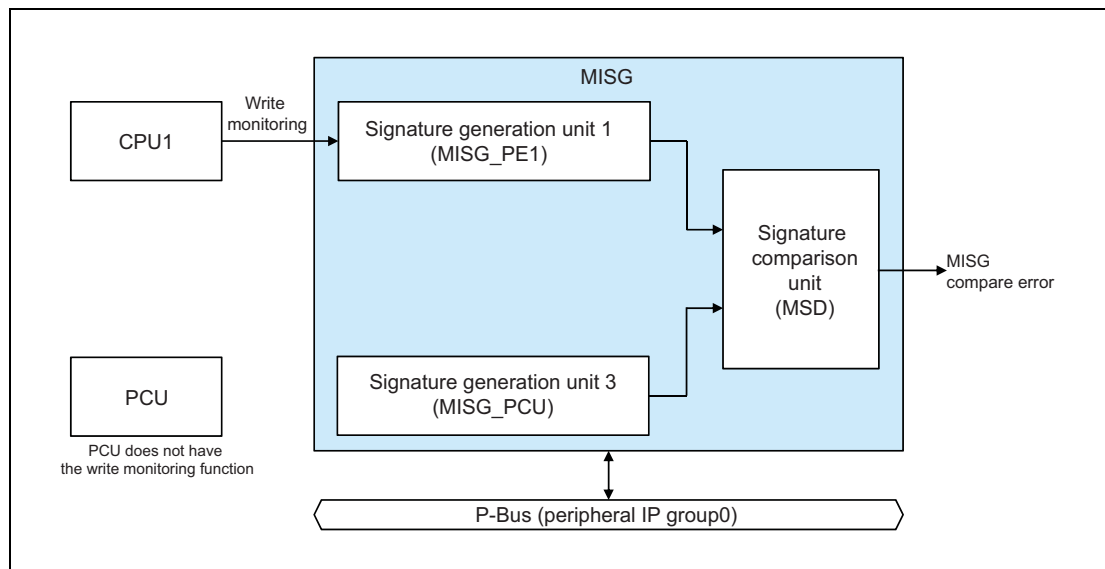 MISG
Write
monitoring
CPU1
Signature generation unit 1
(MISG_PE1)
Signature
comparison
unit
(MSD)
MISG
compare error
PCU
Signature generation unit 3
(MISG_PCU)
PCU does not have
the write monitoring function
P-Bus (peripheral IP group0)